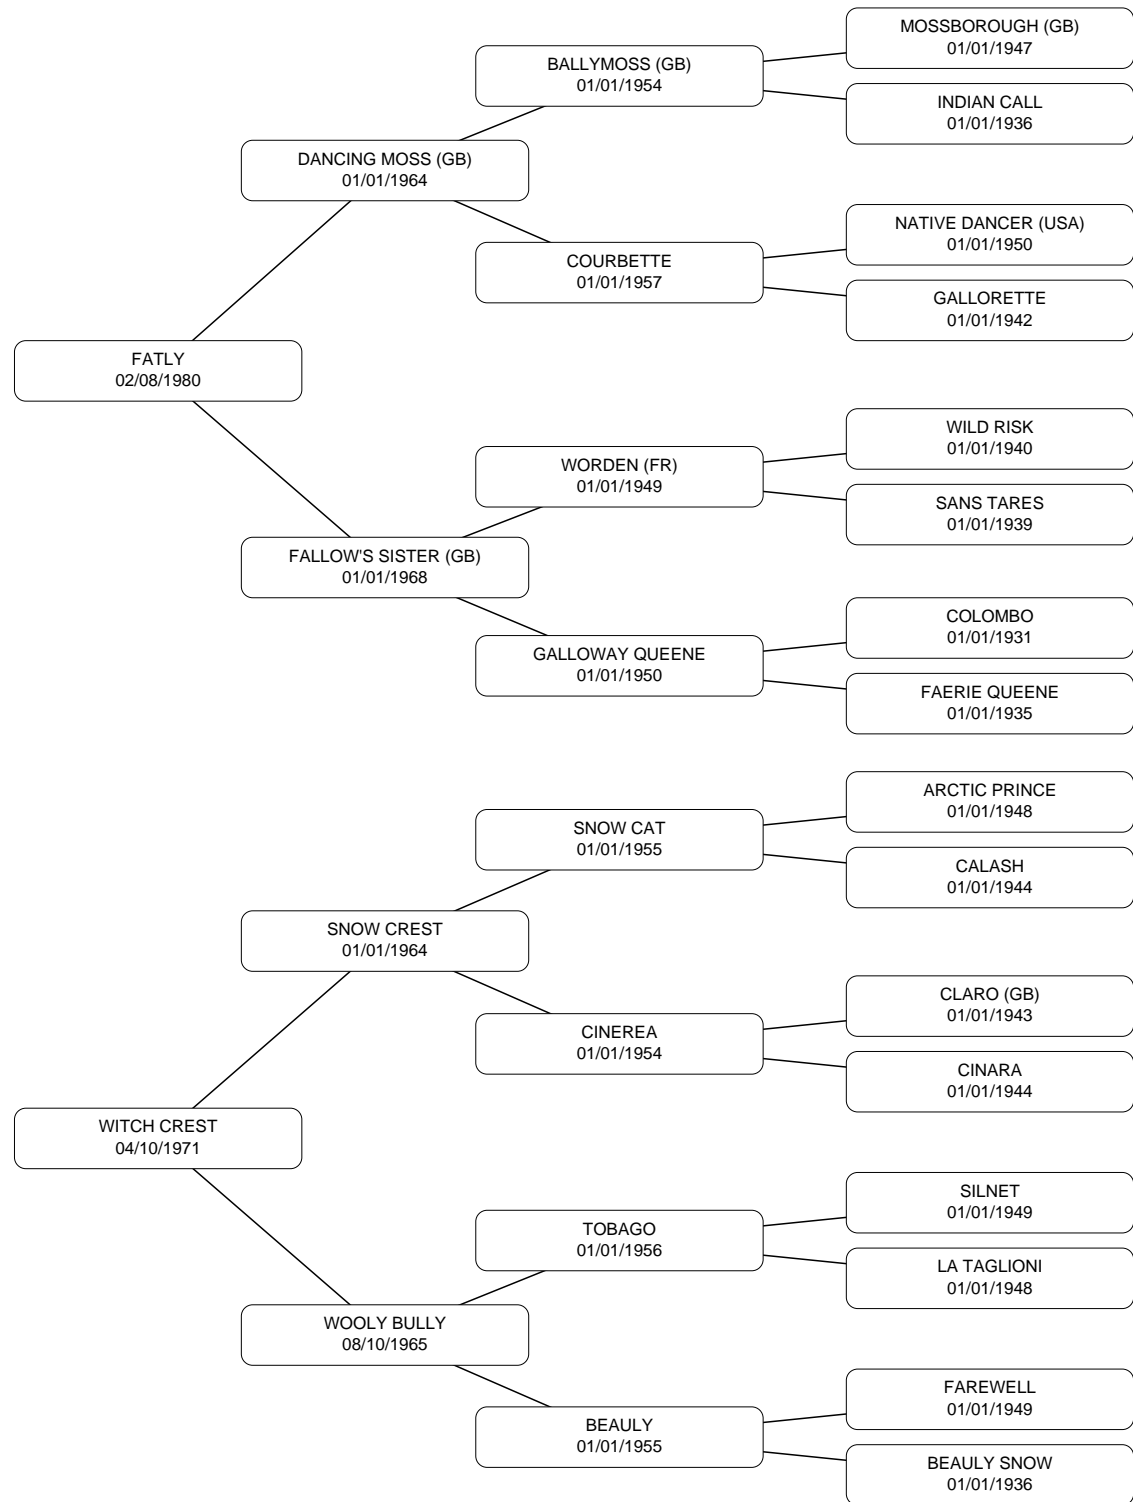 MOSSBOROUGH (GB)
01/01/1947
BALLYMOSS (GB)
01/01/1954
INDIAN CALL
01/01/1936
DANCING MOSS (GB)
01/01/1964
NATIVE DANCER (USA)
01/01/1950
COURBETTE
01/01/1957
GALLORETTE
01/01/1942
FATLY
02/08/1980
WILD RISK
01/01/1940
WORDEN (FR)
01/01/1949
SANS TARES
01/01/1939
FALLOW'S SISTER (GB)
01/01/1968
COLOMBO
01/01/1931
GALLOWAY QUEENE
01/01/1950
FAERIE QUEENE
01/01/1935
ARCTIC PRINCE
01/01/1948
SNOW CAT
01/01/1955
CALASH
01/01/1944
SNOW CREST
01/01/1964
CLARO (GB)
01/01/1943
CINEREA
01/01/1954
CINARA
01/01/1944
WITCH CREST
04/10/1971
SILNET
01/01/1949
TOBAGO
01/01/1956
LA TAGLIONI
01/01/1948
WOOLY BULLY
08/10/1965
FAREWELL
01/01/1949
BEAULY
01/01/1955
BEAULY SNOW
01/01/1936